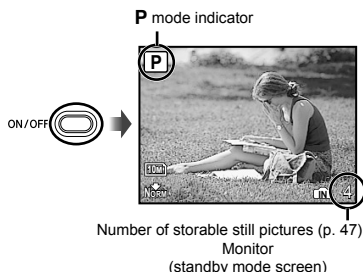 P mode indicator
P
ON/OFF
10M
NORM
IN 4
Number of storable still pictures (p. 47)
Monitor
(standby mode screen)